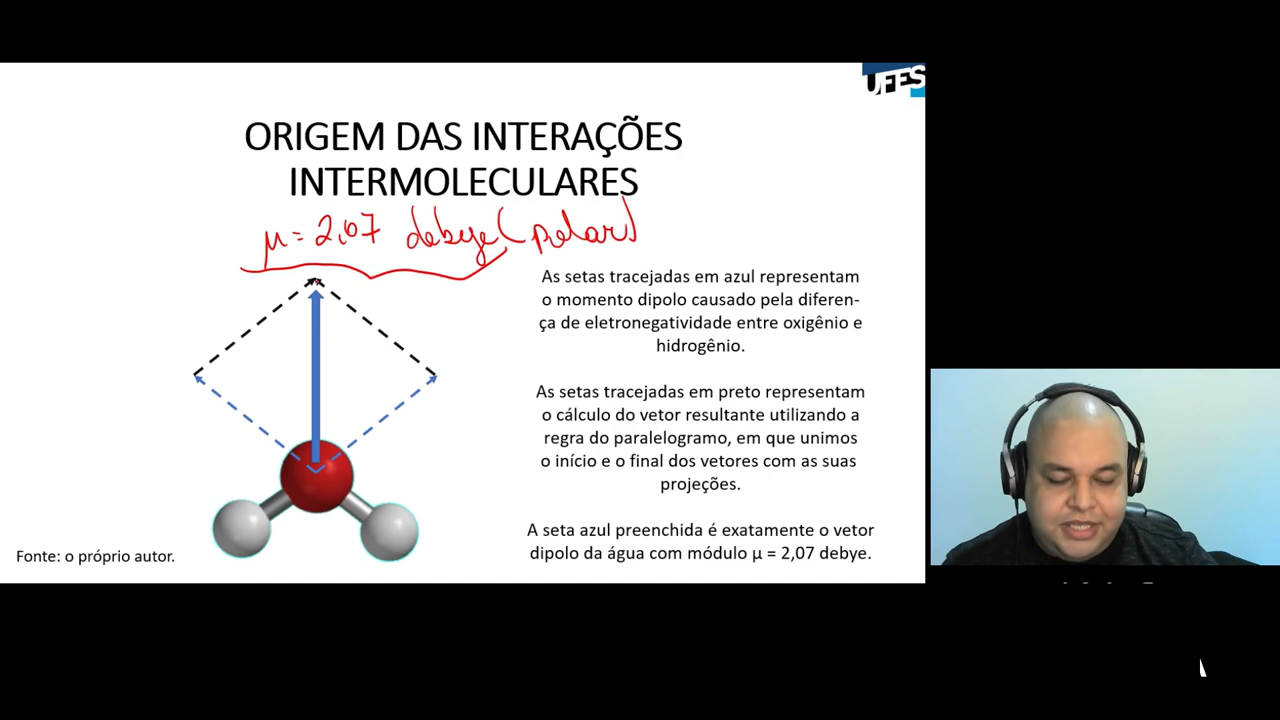 UFES
ORIGEM DAS INTERAÇÕES
INTERMOLECULARES
μ = 2,07 debye (polar)
As setas tracejadas em azul representam
o momento dipolo causado pela diferen-
ça de eletronegatividade entre oxigênio e
hidrogênio.
As setas tracejadas em preto representam
o cálculo do vetor resultante utilizando a
regra do paralelogramo, em que unimos
o início e o final dos vetores com as suas
projeções.
A seta azul preenchida é exatamente o vetor
dipolo da água com módulo μ = 2,07 debye.
Fonte: o próprio autor.